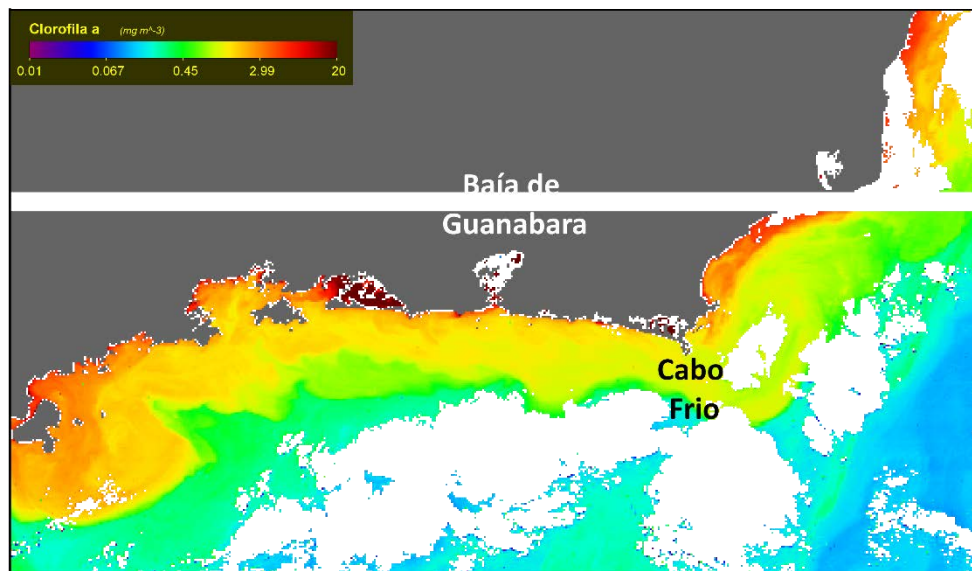 Clorofila a (mg m^-3)
0.01 0.067 0.45 2.99 20
Baía de
Guanabara
Cabo
Frio